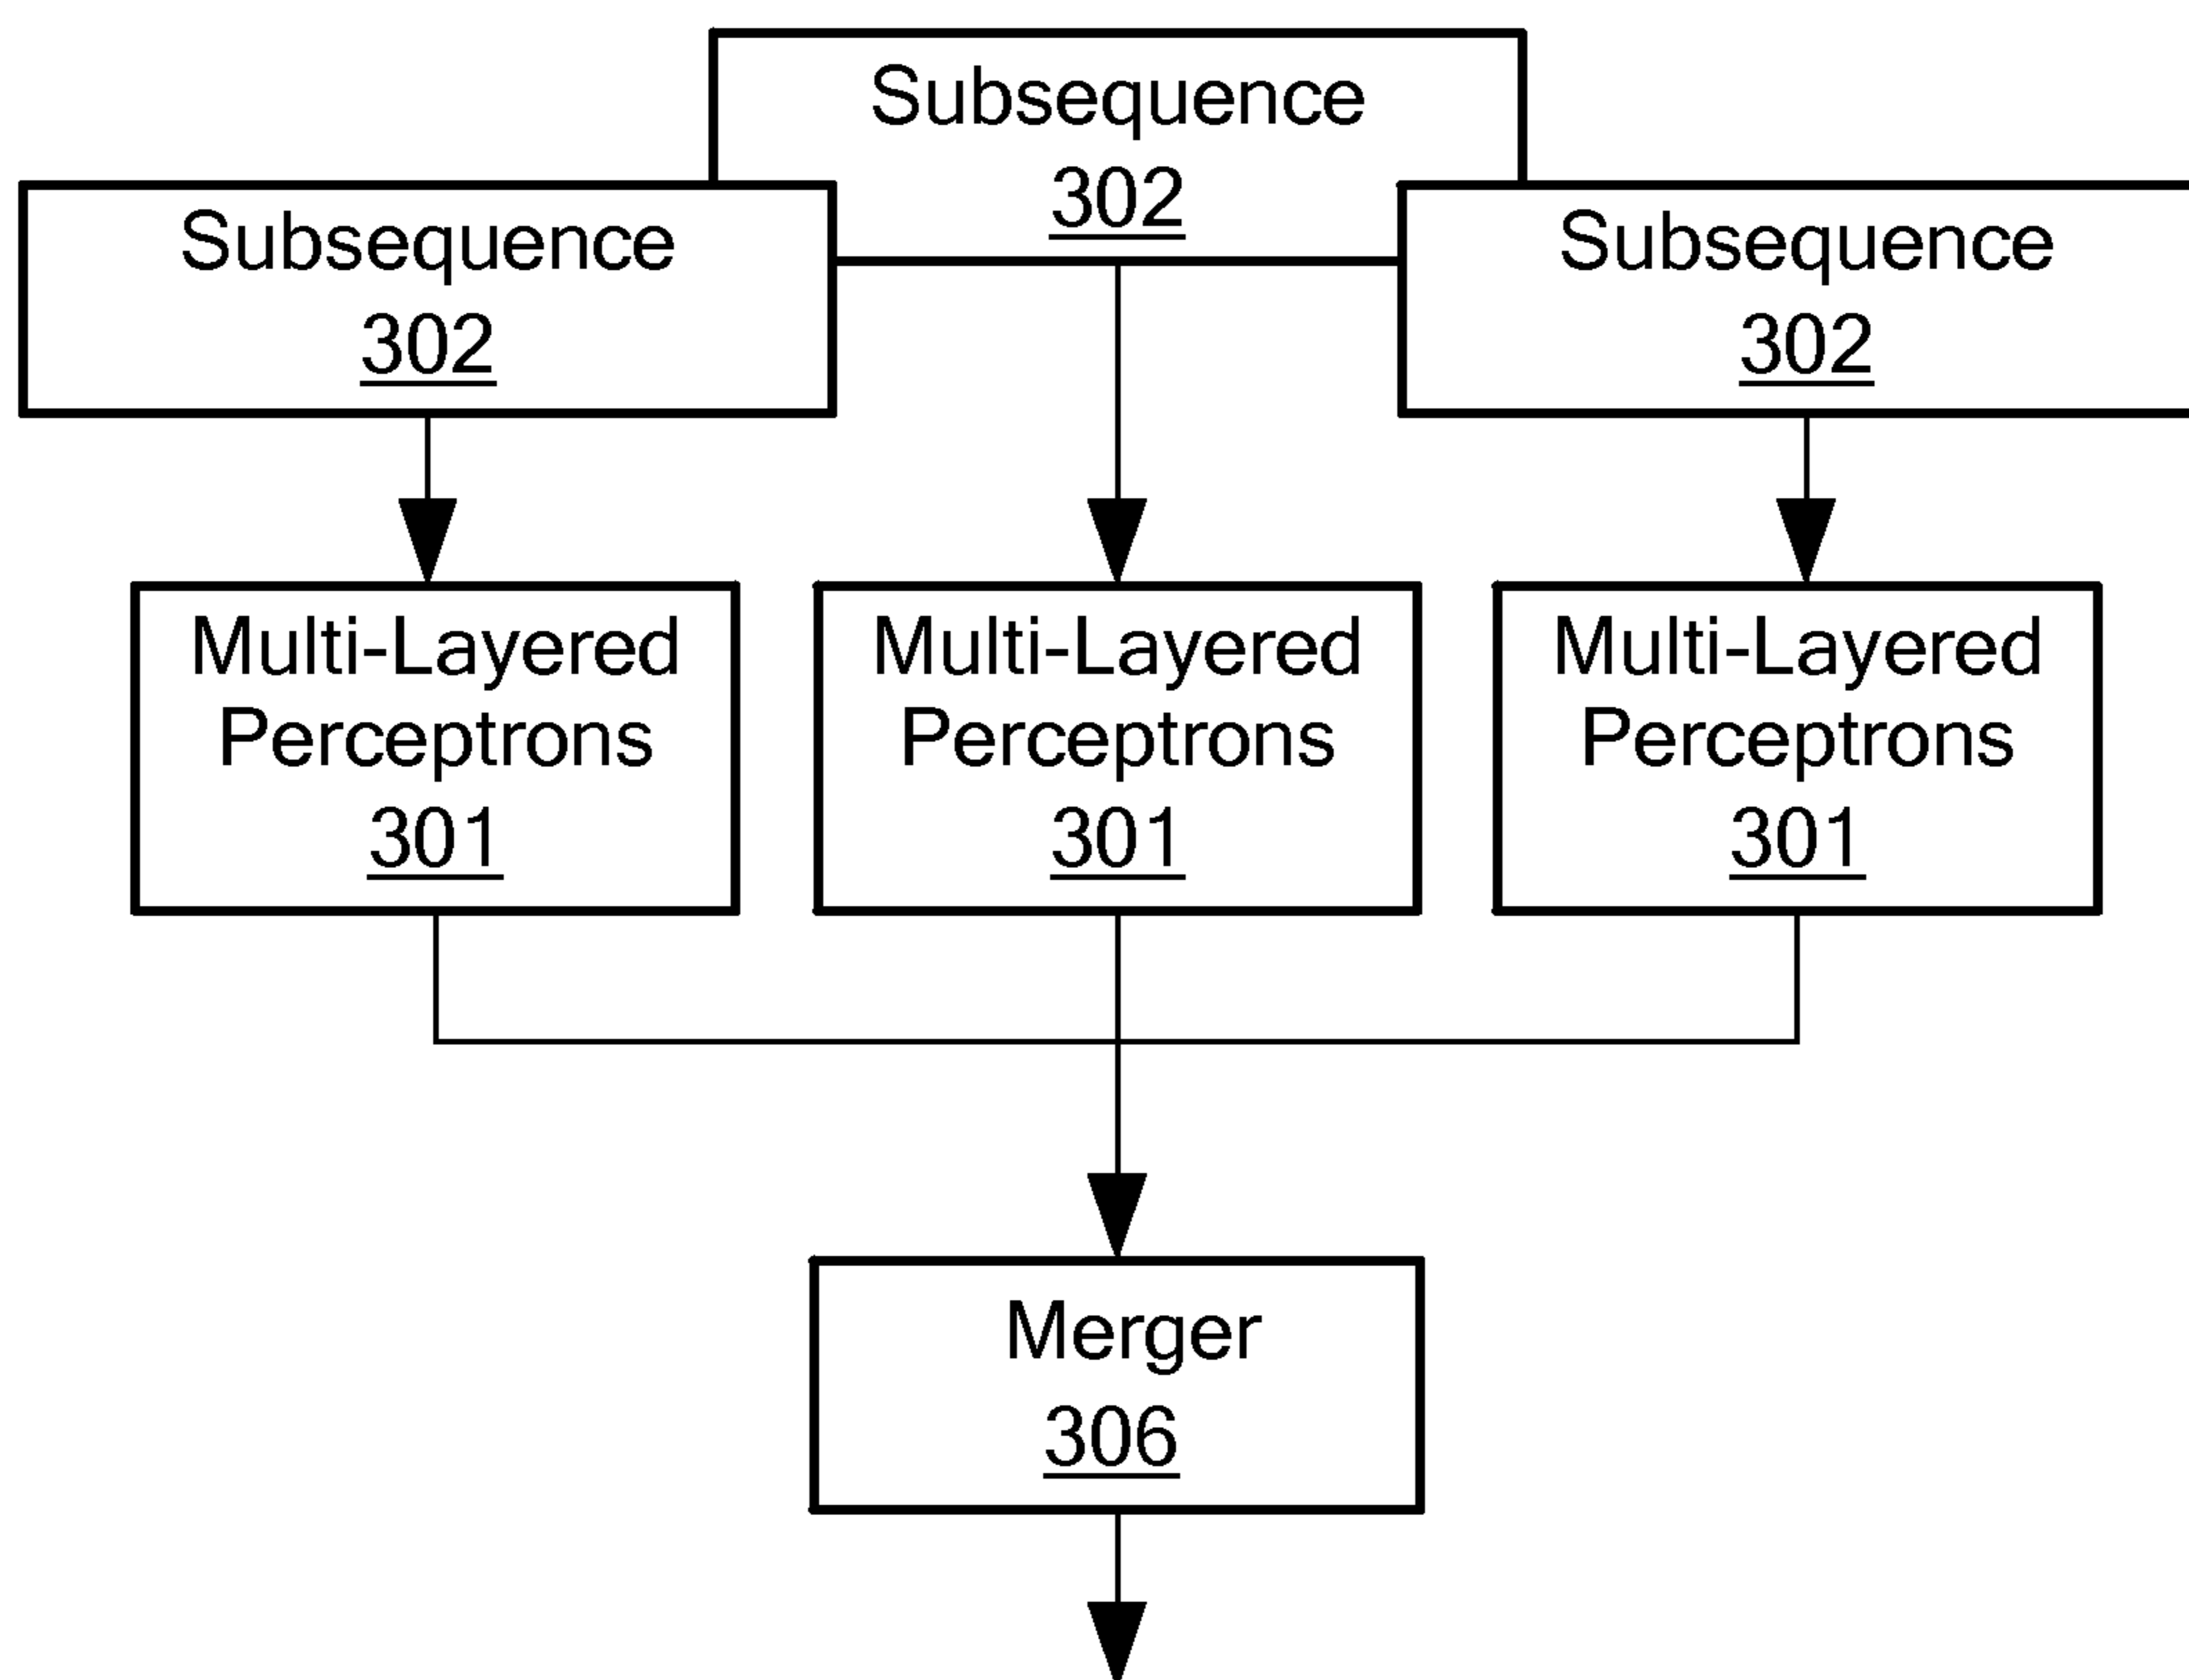 Subsequence
302
Subsequence
302
Subsequence
302
Multi-Layered
Perceptrons
301
Multi-Layered
Perceptrons
301
Multi-Layered
Perceptrons
301
Merger
306